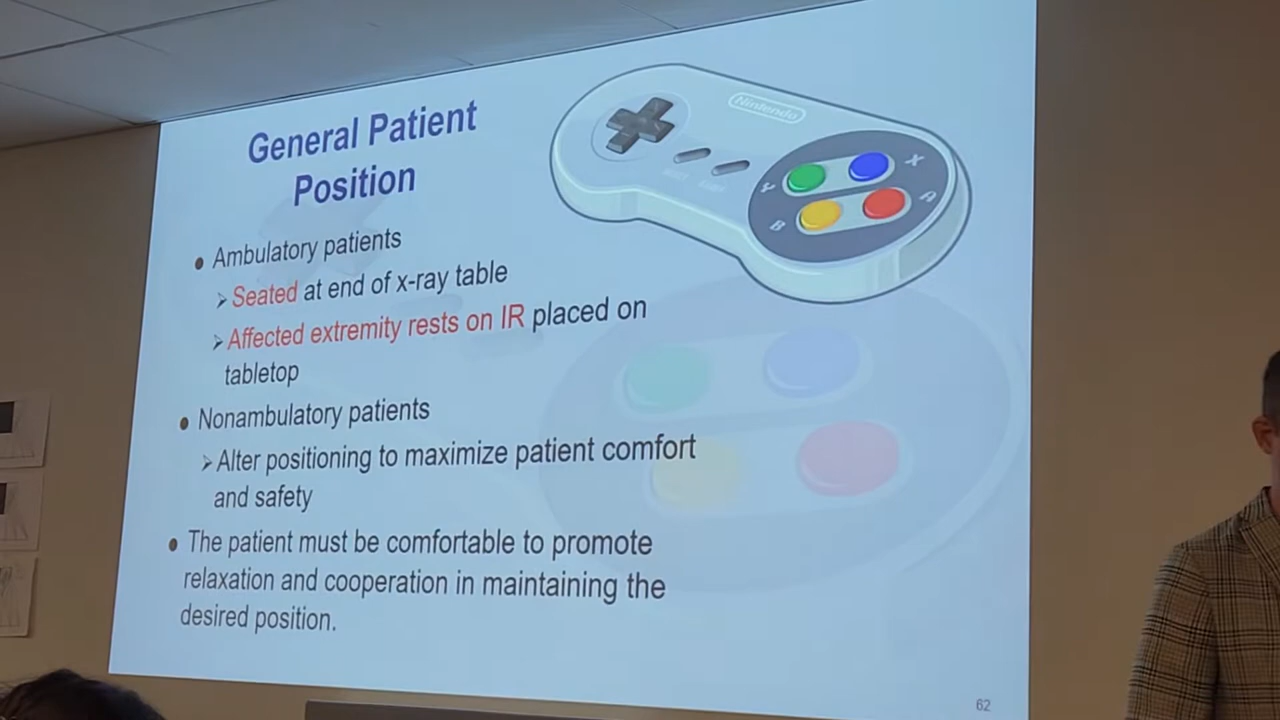 General Patient
Position
Nintendo
X
Y
A
B
• Ambulatory patients
➢ Seated at end of x-ray table
➢ Affected extremity rests on IR placed on
tabletop
• Nonambulatory patients
➢ Alter positioning to maximize patient comfort
and safety
• The patient must be comfortable to promote
relaxation and cooperation in maintaining the
desired position.
62